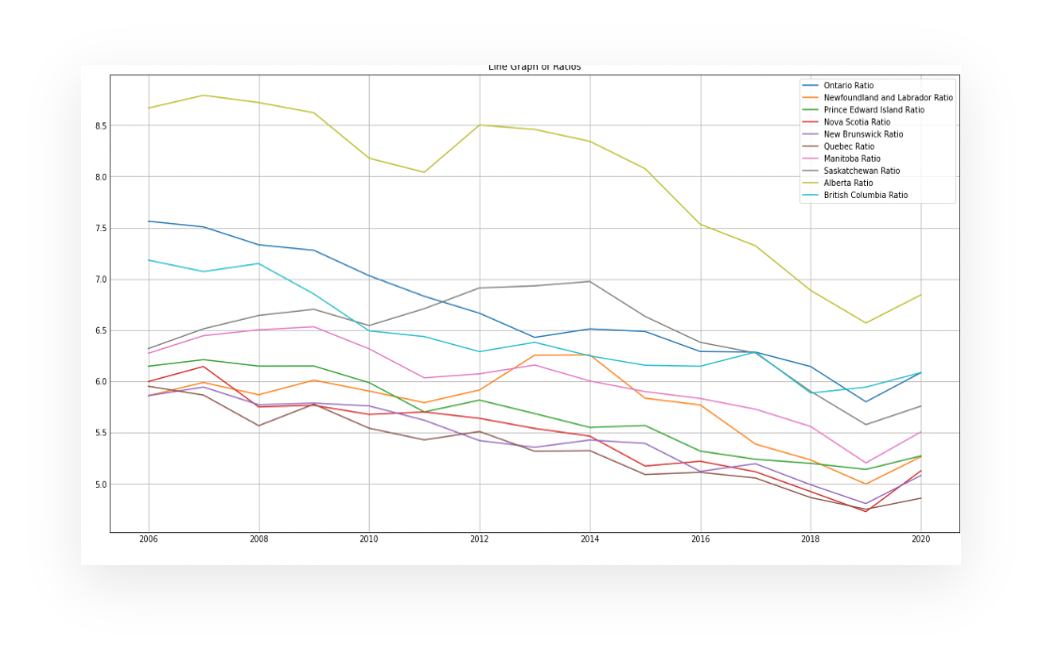 Line Graph of Ratios
Ontario Ratio
Newfoundland and Labrador Ratio
Prince Edward Island Ratio
Nova Scotia Ratio
New Brunswick Ratio
Quebec Ratio
Manitoba Ratio
Saskatchewan Ratio
Alberta Ratio
British Columbia Ratio
8.5
8.0
7.5
7.0
6.5
6.0
5.5
5.0
2006 2008 2010 2012 2014 2016 2018 2020